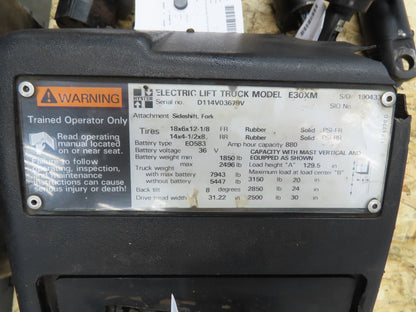 WARNING
Trained Operator Only
Read operating
manual located
on or near seat.
Failure to follow
operating, inspection,
and maintenance
instructions can cause
serious injury or death!
HYSTER
ELECTRIC LIFT TRUCK MODEL E30XM S/O
Serial no. D114V03679V SIO No.
Attachment Sideshift, Fork
Tires 18x6x12-1/8 FR Rubber Solid PSI-FR
14x4-1/2x8, RR Rubber Solid PSI-RR
Battery type EO583 Amp hour capacity 880
Battery voltage 36 V CAPACITY WITH MAST VERTICAL AND
Battery weight min 1850 lb EQUIPPED AS SHOWN
max 2496 lb Load height "A" 129.5 in
Truck weight Maximum load at load center "B"
with max battery 7943 lb 3150 lb 20 in
without battery 5447 lb
Back tilt 8 degrees 2850 lb 24 in
Drive tread width 31.22 in 2500 lb 30 in